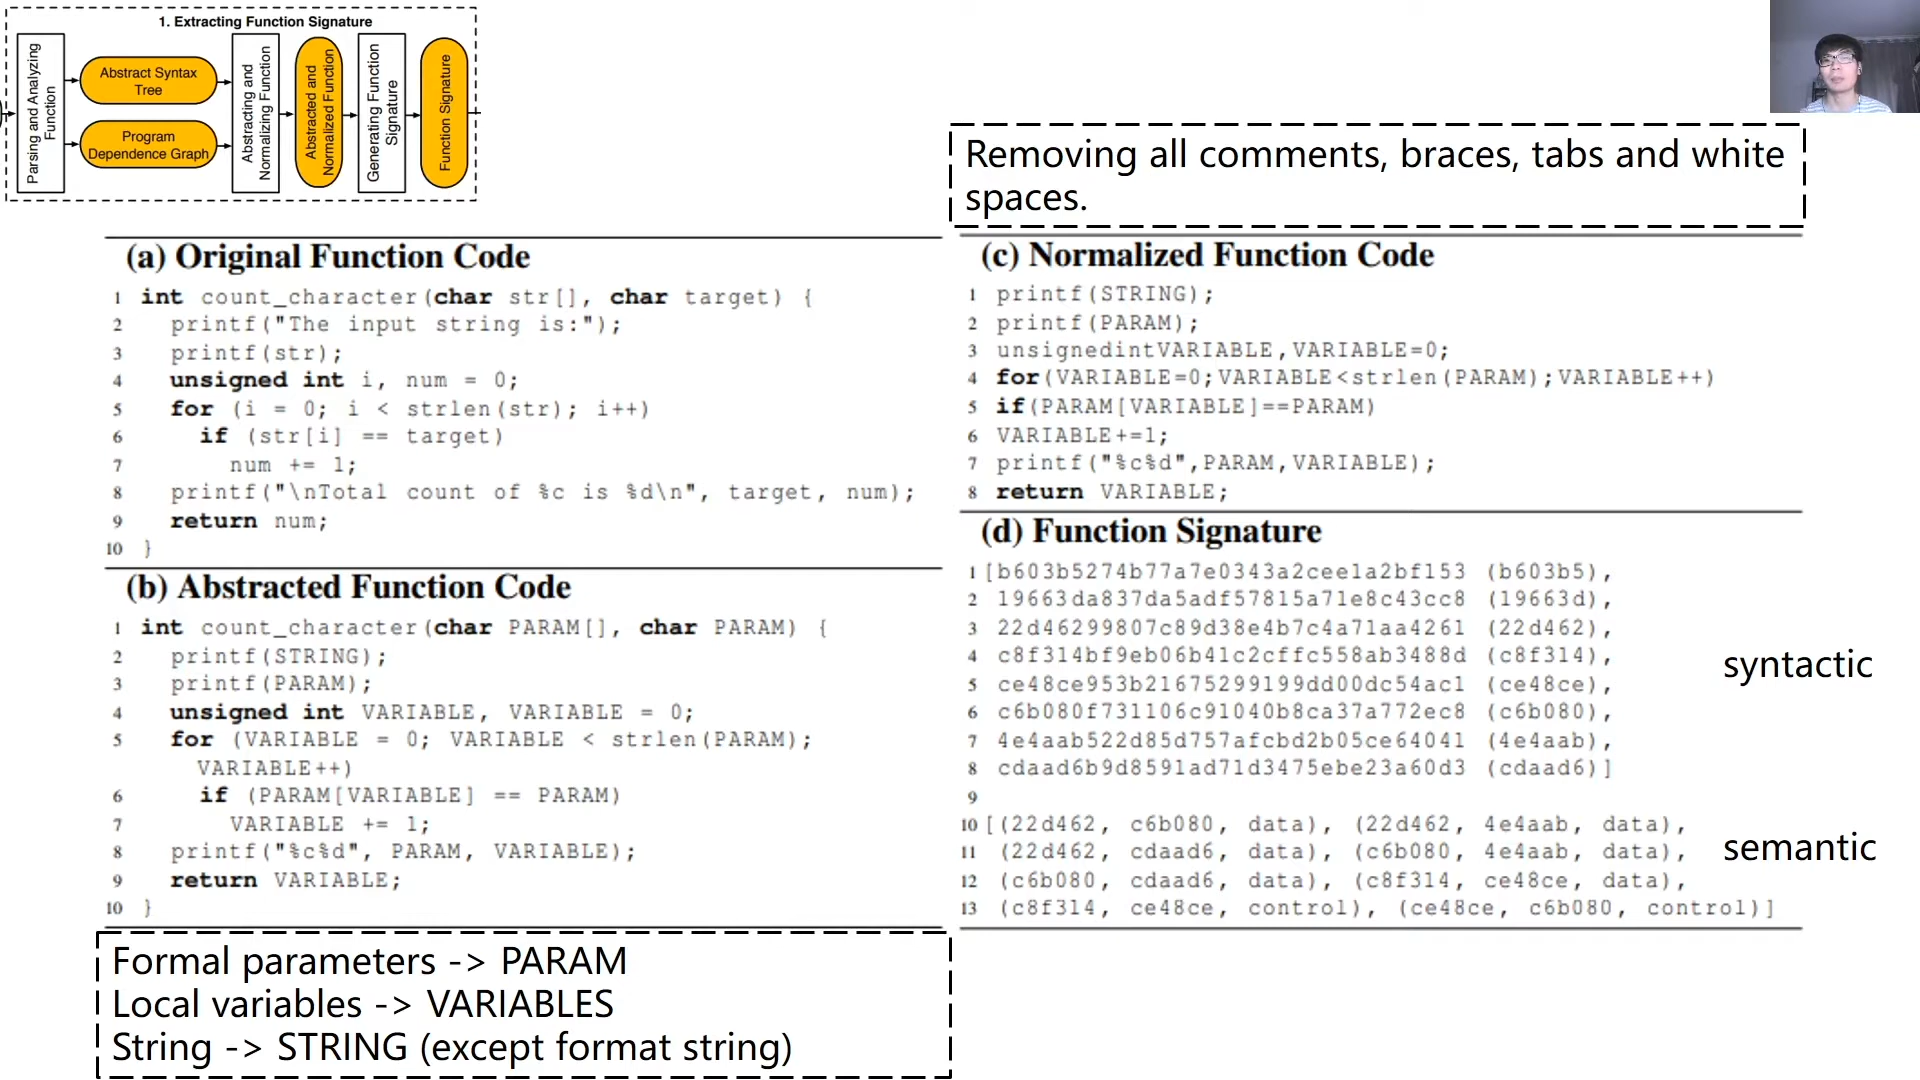 1. Extracting Function Signature
Parsing and Analyzing
Function
Abstract Syntax
Tree
Program
Dependence Graph
Abstracting and
Normalizing Function
Abstracted and
Normalized Function
Generating Function
Signature
Function Signature
Removing all comments, braces, tabs and white
spaces.
(a) Original Function Code
1 int count_character(char str[], char target) {
2 printf("The input string is:");
3 printf(str);
4 unsigned int i, num = 0;
5 for (i = 0; i < strlen(str); i++)
6 if (str[i] == target)
7 num += 1;
8 printf("\nTotal count of %c is %d\n", target, num);
9 return num;
10 }
(b) Abstracted Function Code
1 int count_character(char PARAM[], char PARAM) {
2 printf(STRING);
3 printf(PARAM);
4 unsigned int VARIABLE, VARIABLE = 0;
5 for (VARIABLE = 0; VARIABLE < strlen(PARAM);
VARIABLE++)
6 if (PARAM[VARIABLE] == PARAM)
7 VARIABLE += 1;
8 printf("%c%d", PARAM, VARIABLE);
9 return VARIABLE;
10 }
Formal parameters -> PARAM
Local variables -> VARIABLES
String -> STRING (except format string)
(c) Normalized Function Code
1 printf(STRING);
2 printf(PARAM);
3 unsignedintVARIABLE,VARIABLE=0;
4 for(VARIABLE=0;VARIABLE<strlen(PARAM);VARIABLE++)
5 if(PARAM[VARIABLE]==PARAM)
6 VARIABLE+=1;
7 printf("%c%d",PARAM,VARIABLE);
8 return VARIABLE;
(d) Function Signature
1 [b603b5274b77a7e0343a2cee1a2bf153 (b603b5),
2 19663da837da5adf57815a71e8c43cc8 (19663d),
3 22d46299807c89d38e4b7c4a71aa4261 (22d462),
4 c8f314bf9eb06b41c2cffc558ab3488d (c8f314),
5 ce48ce953b21675299199dd00dc54ac1 (ce48ce),
6 c6b080f731106c91040b8ca37a772ec8 (c6b080),
7 4e4aab522d85d757afcbd2b05ce64041 (4e4aab),
8 cdaad6b9d8591ad71d3475ebe23a60d3 (cdaad6)]
9
10 [(22d462, c6b080, data), (22d462, 4e4aab, data),
11 (22d462, cdaad6, data), (c6b080, 4e4aab, data),
12 (c6b080, cdaad6, data), (c8f314, ce48ce, data),
13 (c8f314, ce48ce, control), (ce48ce, c6b080, control)]
syntactic
semantic